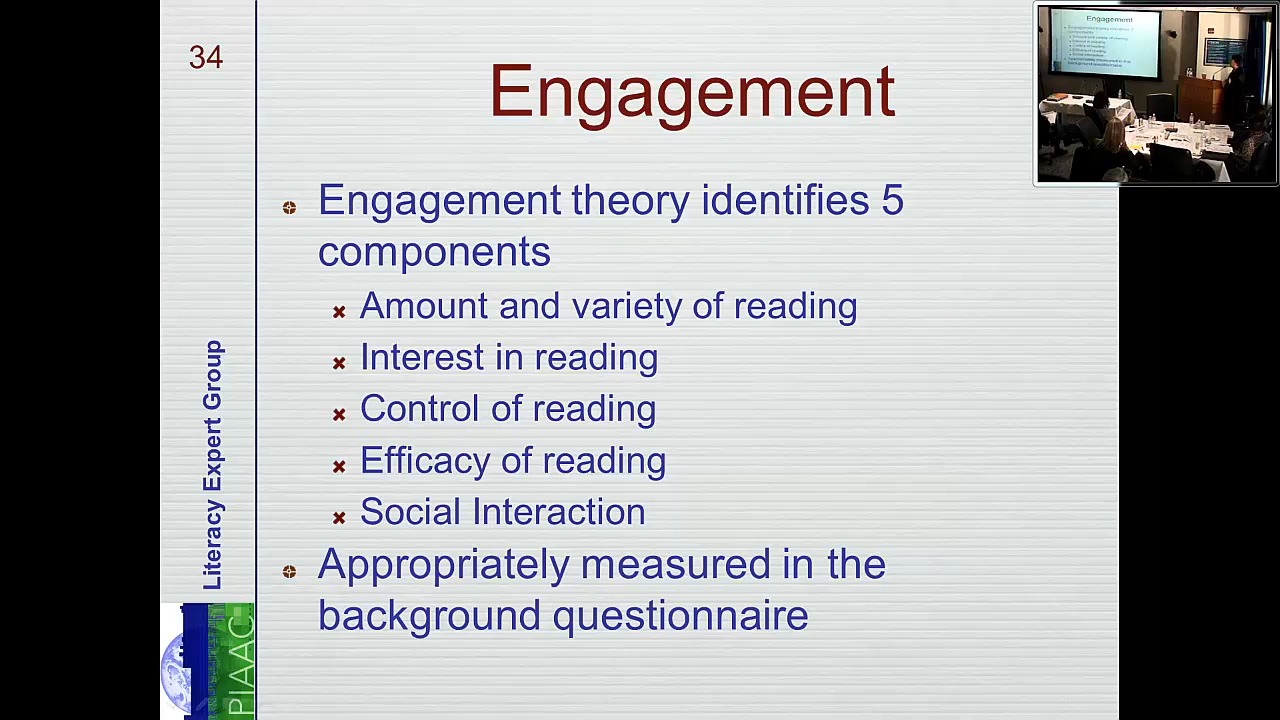 34
Engagement
Engagement theory identifies 5
components
Amount and variety of reading
Interest in reading
Control of reading
Efficacy of reading
Social Interaction
Appropriately measured in the
background questionnaire
Literacy Expert Group
PIAAC
Engagement